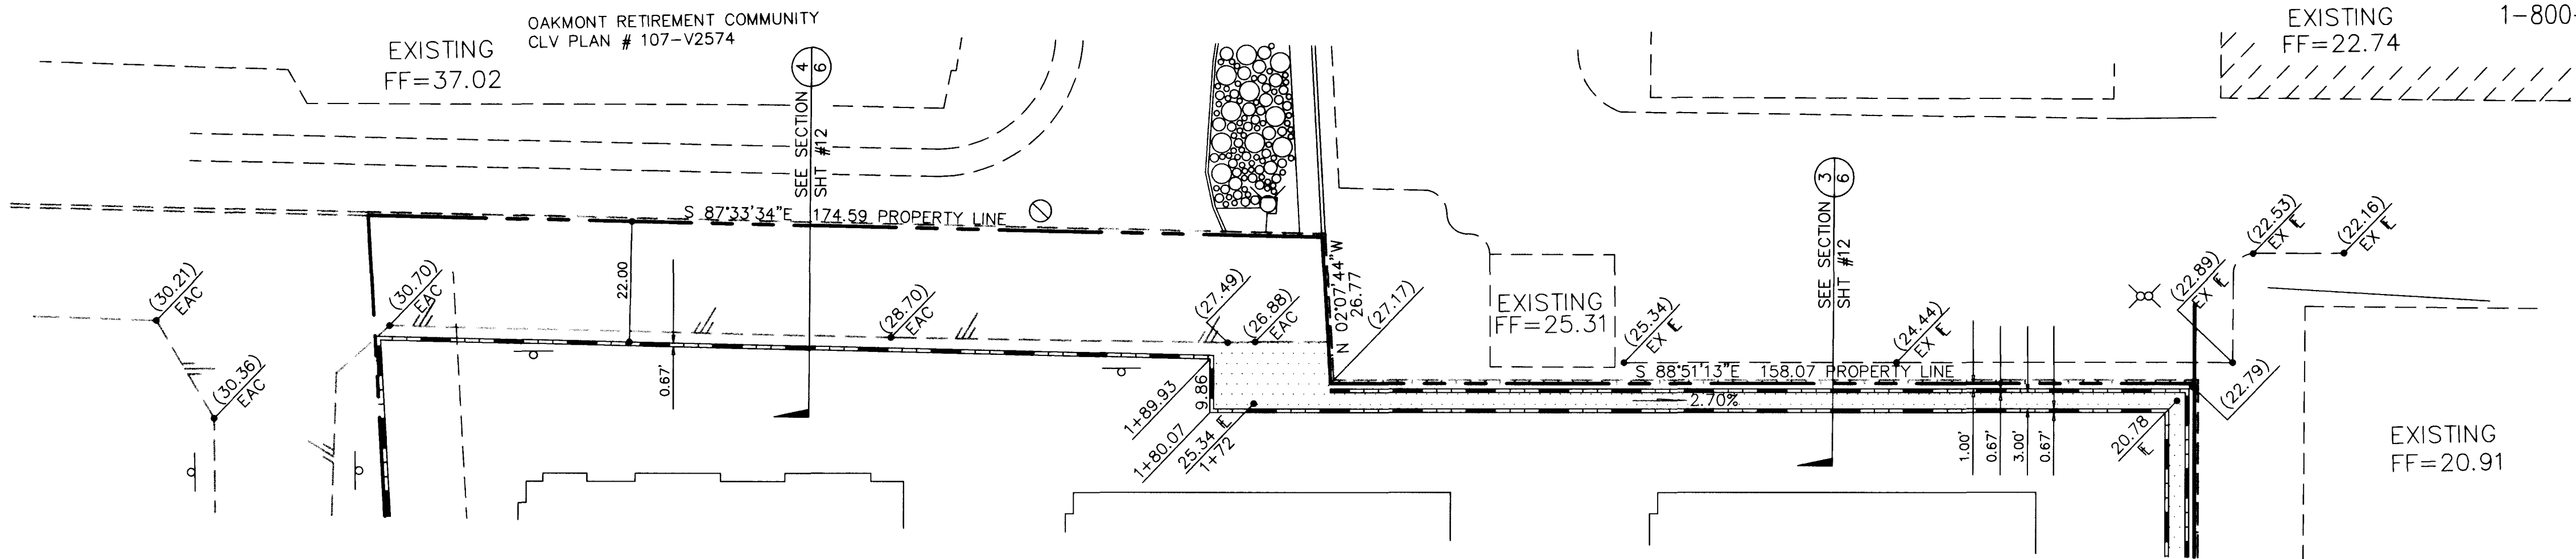 OAKMONT RETIREMENT COMMUNITY
CLV PLAN # 107-V2574
EXISTING
FF=37.02
4
6
SEE SECTION
SHT #12
EXISTING
FF=22.74
1-800-
3
6
SEE SECTION
SHT #12
S 87°33'34"E 174.59 PROPERTY LINE
N 02°07'44"W
26.77
22.00
0.67'
(30.21)
EAC
(30.36)
EAC
(30.70)
EAC
(28.70)
EAC
(27.49)
(26.88)
EAC
(27.17)
EXISTING
FF=25.31
(25.34)
EX ℄
(24.44)
EX ℄
(22.89)
EX ℄
(22.53)
EX ℄
(22.16)
EX ℄
S 88°51'13"E 158.07 PROPERTY LINE
2.70%
9.86
1+89.93
1+80.07
25.34 ℄
1+72
1.00'
0.67'
3.00'
0.67'
20.78
℄
(22.79)
EXISTING
FF=20.91